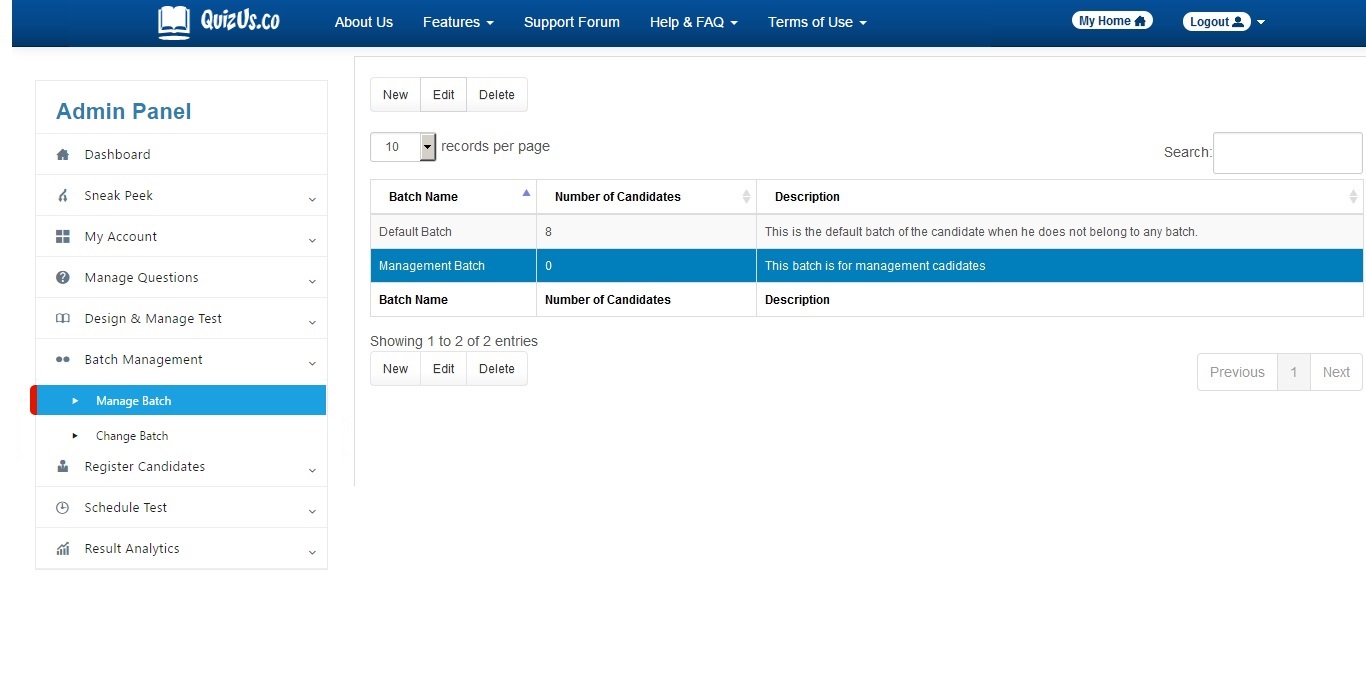 QuizUs.co About Us Features Support Forum Help & FAQ Terms of Use My Home Logout
Admin Panel
Dashboard
Sneak Peek
My Account
Manage Questions
Design & Manage Test
Batch Management
Manage Batch
Change Batch
Register Candidates
Schedule Test
Result Analytics
New Edit Delete
10 records per page
Search:
Batch Name Number of Candidates Description
Default Batch 8 This is the default batch of the candidate when he does not belong to any batch.
Management Batch 0 This batch is for management cadidates
Batch Name Number of Candidates Description
Showing 1 to 2 of 2 entries
New Edit Delete
Previous 1 Next